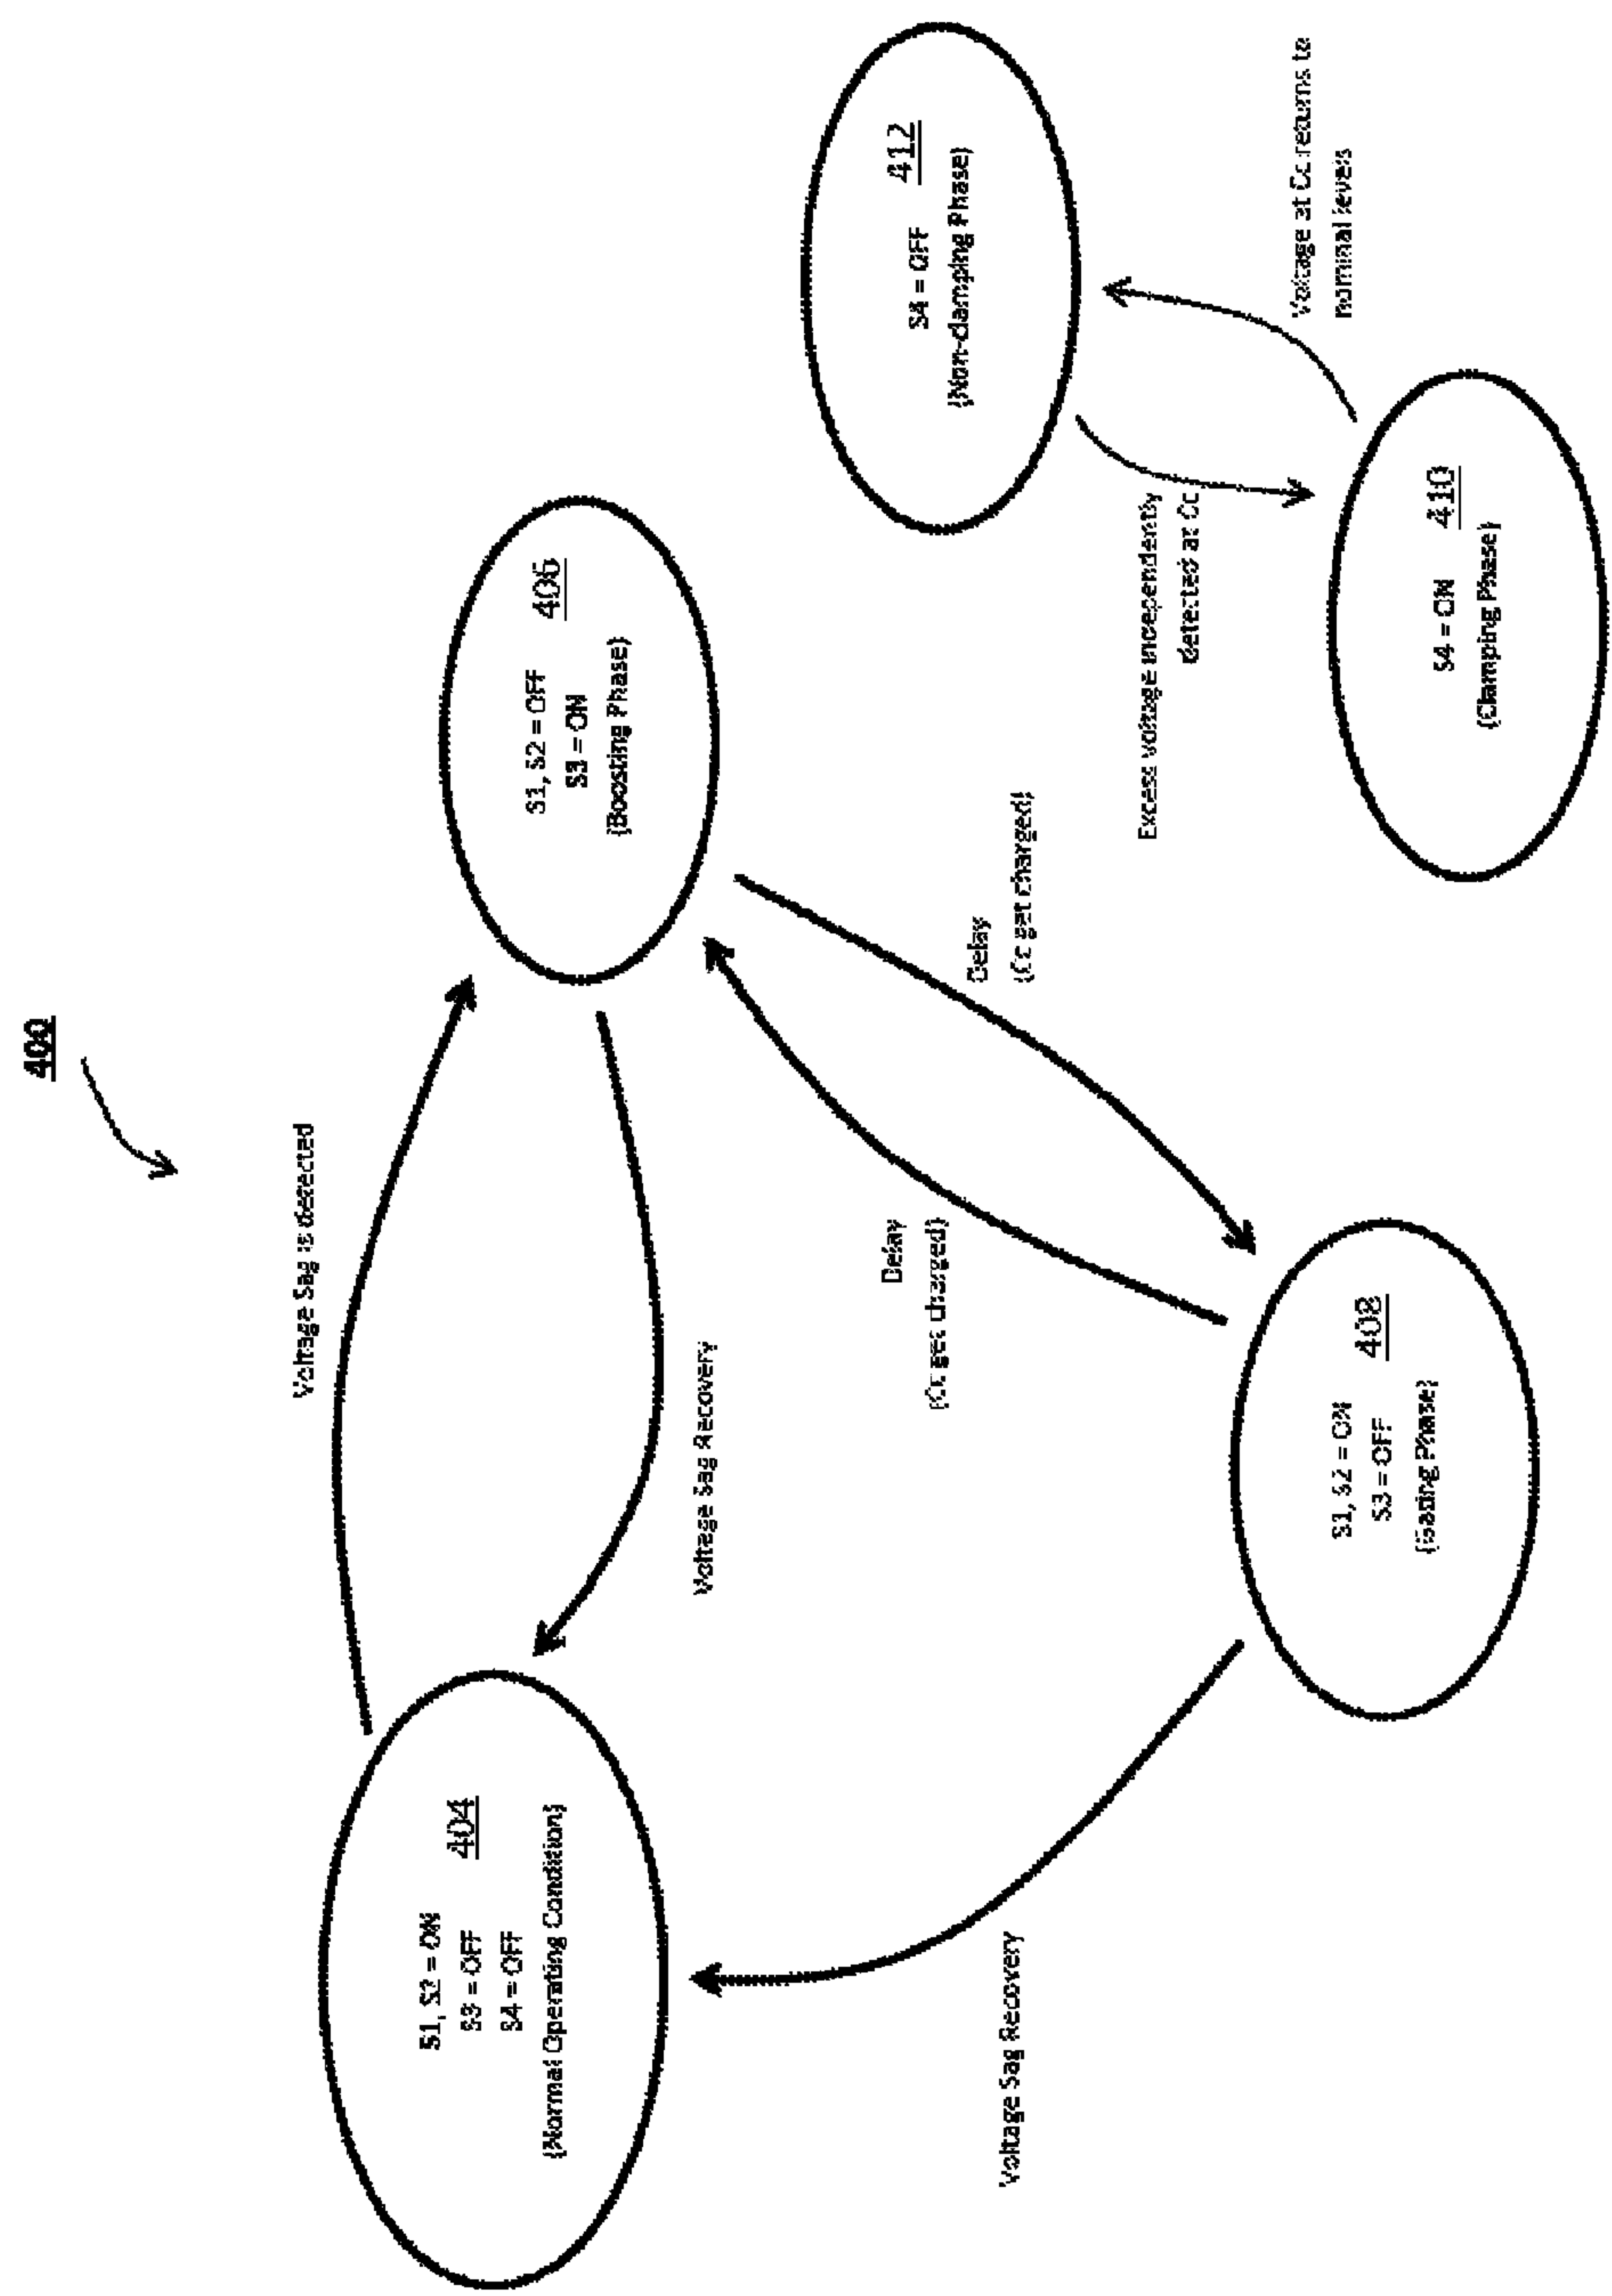 400
Voltage Sag is detected
S1, S2 = ON
S3 = OFF
404
S4 = OFF
(Normal Operating Condition)
S1, S2 = OFF
406
S3 = ON
(Boosting Phase)
Voltage Sag Recovery
Delay
(Cc get charged)
Delay
(Cc get charged)
Voltage Sag Recovery
S1, S2 = ON
S3 = OFF
408
(Gating Phase)
412
S4 = OFF
(Non-clamping Phase)
Excess voltage independently
detected at Cc
Voltage at Cc returns to
nominal levels
S4 = ON
410
(Clamping Phase)